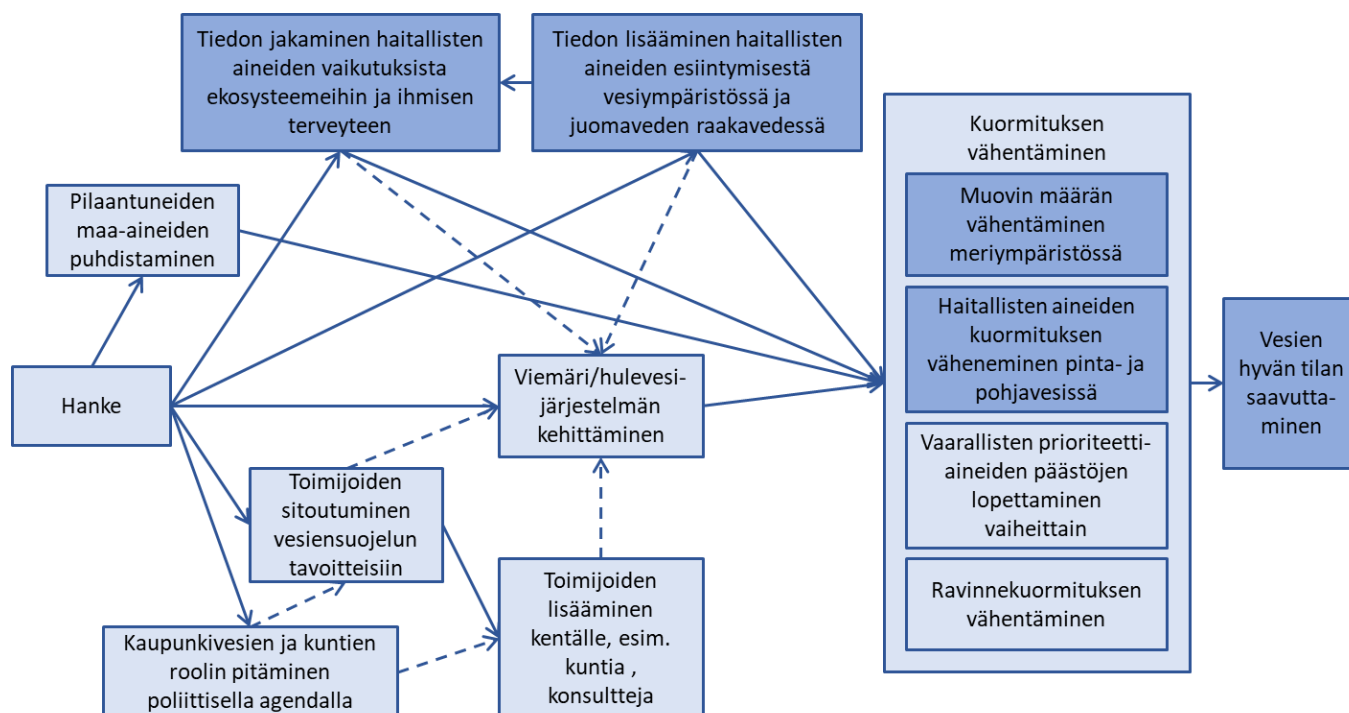 Tiedon jakaminen haitallisten
aineiden vaikutuksista
ekosysteemeihin ja ihmisen
terveyteen
Tiedon lisääminen haitallisten
aineiden esiintymisestä
vesiympäristössä ja
juomaveden raakavedessä
Kuormituksen
vähentäminen
Muovin määrän
vähentäminen
meriympäristössä
Pilaantuneiden
maa-aineiden
puhdistaminen
Haitallisten aineiden
kuormituksen
väheneminen pinta- ja
pohjavesissä
Vesien
hyvän tilan
saavutta-
minen
Hanke
Viemäri/hulevesi-
järjestelmän
kehittäminen
Vaarallisten prioriteetti-
aineiden päästöjen
lopettaminen
vaiheittain
Toimijoiden
sitoutuminen
vesiensuojelun
tavoitteisiin
Toimijoiden
lisääminen
kentälle, esim.
kuntia ,
konsultteja
Ravinnekuormituksen
vähentäminen
Kaupunkivesien ja kuntien
roolin pitäminen
poliittisella agendalla